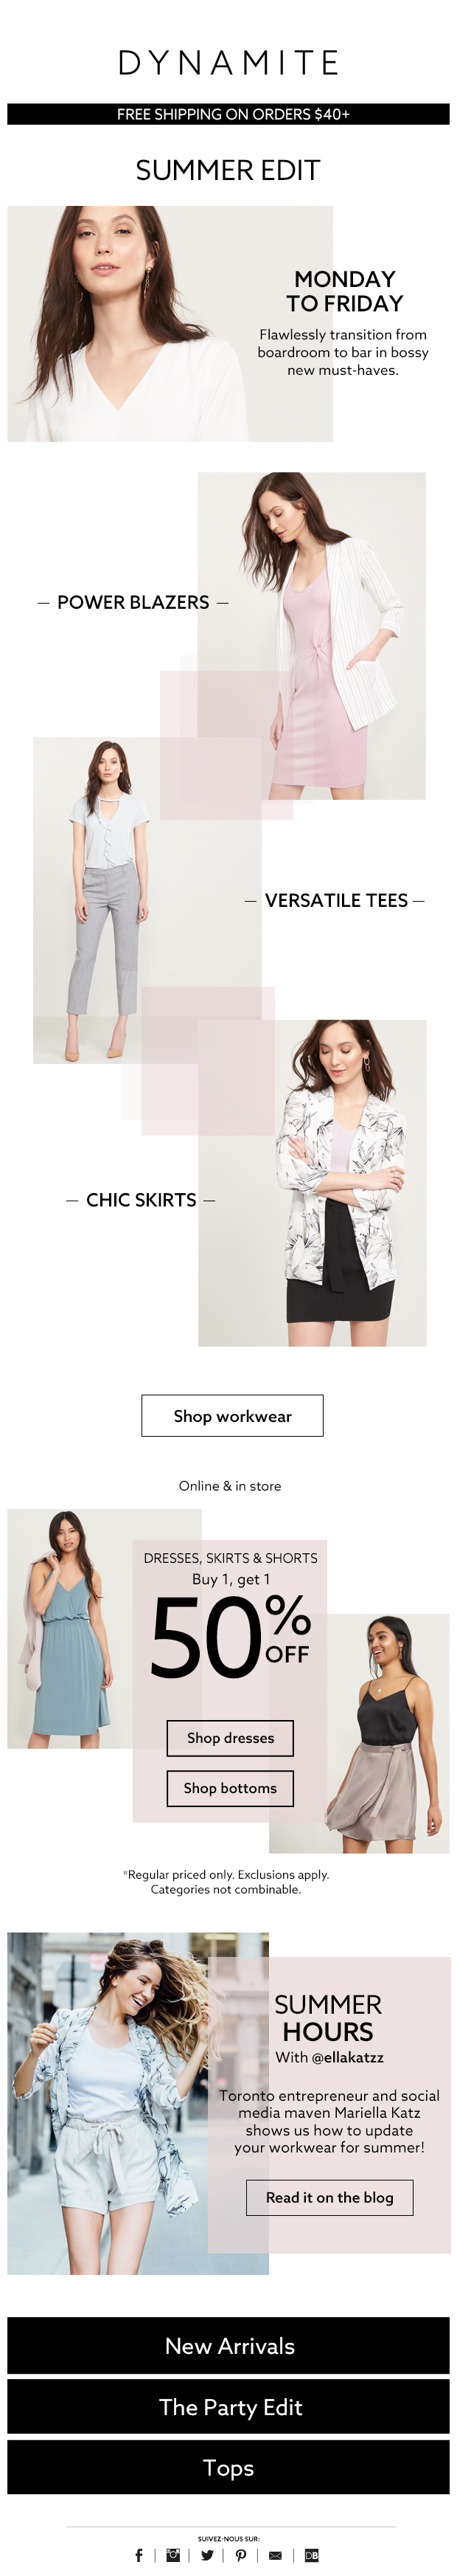 DYNAMITE
FREE SHIPPING ON ORDERS $40+
SUMMER EDIT
MONDAY
TO FRIDAY
Flawlessly transition from
boardroom to bar in bossy
new must-haves.
— POWER BLAZERS —
— VERSATILE TEES —
— CHIC SKIRTS —
Shop workwear
Online & in store
DRESSES, SKIRTS & SHORTS
Buy 1, get 1
50%
OFF
Shop dresses
Shop bottoms
*Regular priced only. Exclusions apply.
Categories not combinable.
SUMMER
HOURS
With @ellakatzz
Toronto entrepreneur and social
media maven Mariella Katz
shows us how to update
your workwear for summer!
Read it on the blog
New Arrivals
The Party Edit
Tops
SUIVEZ-NOUS SUR:
DB